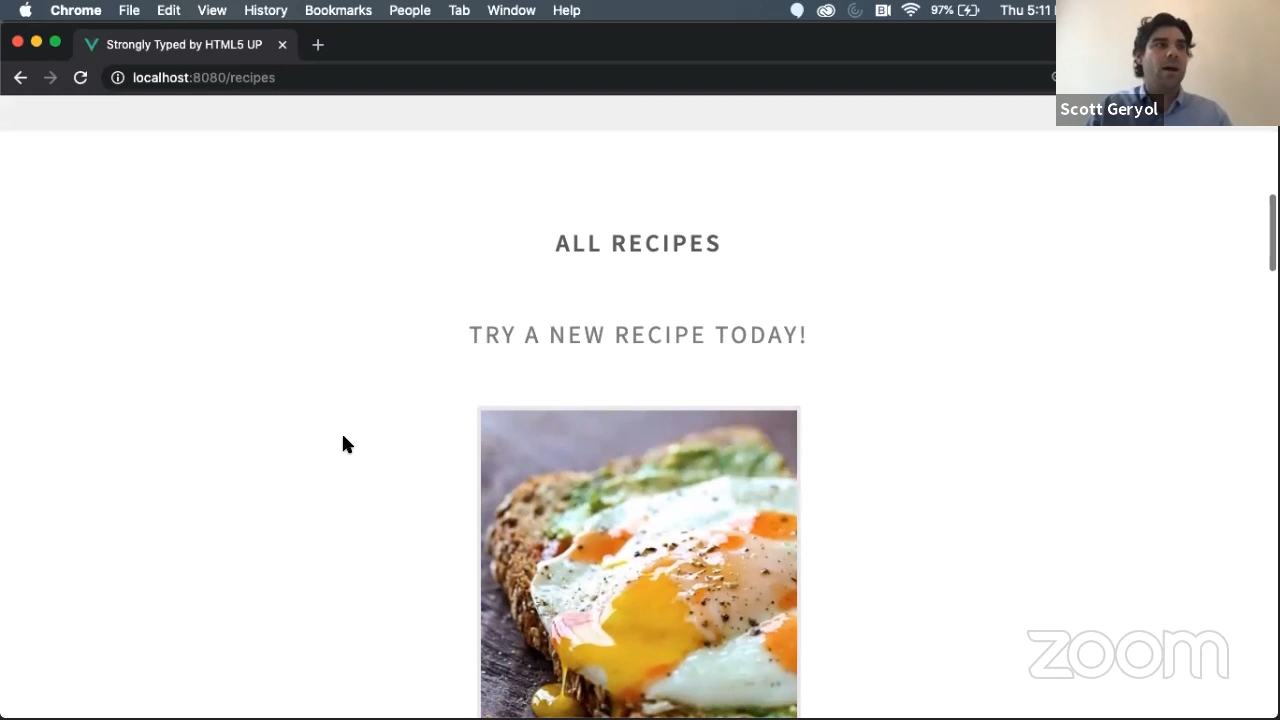 Chrome File Edit View History Bookmarks People Tab Window Help 97% Thu 5:11
Strongly Typed by HTML5 UP
localhost:8080/recipes
Scott Geryol
ALL RECIPES
TRY A NEW RECIPE TODAY!
zoom